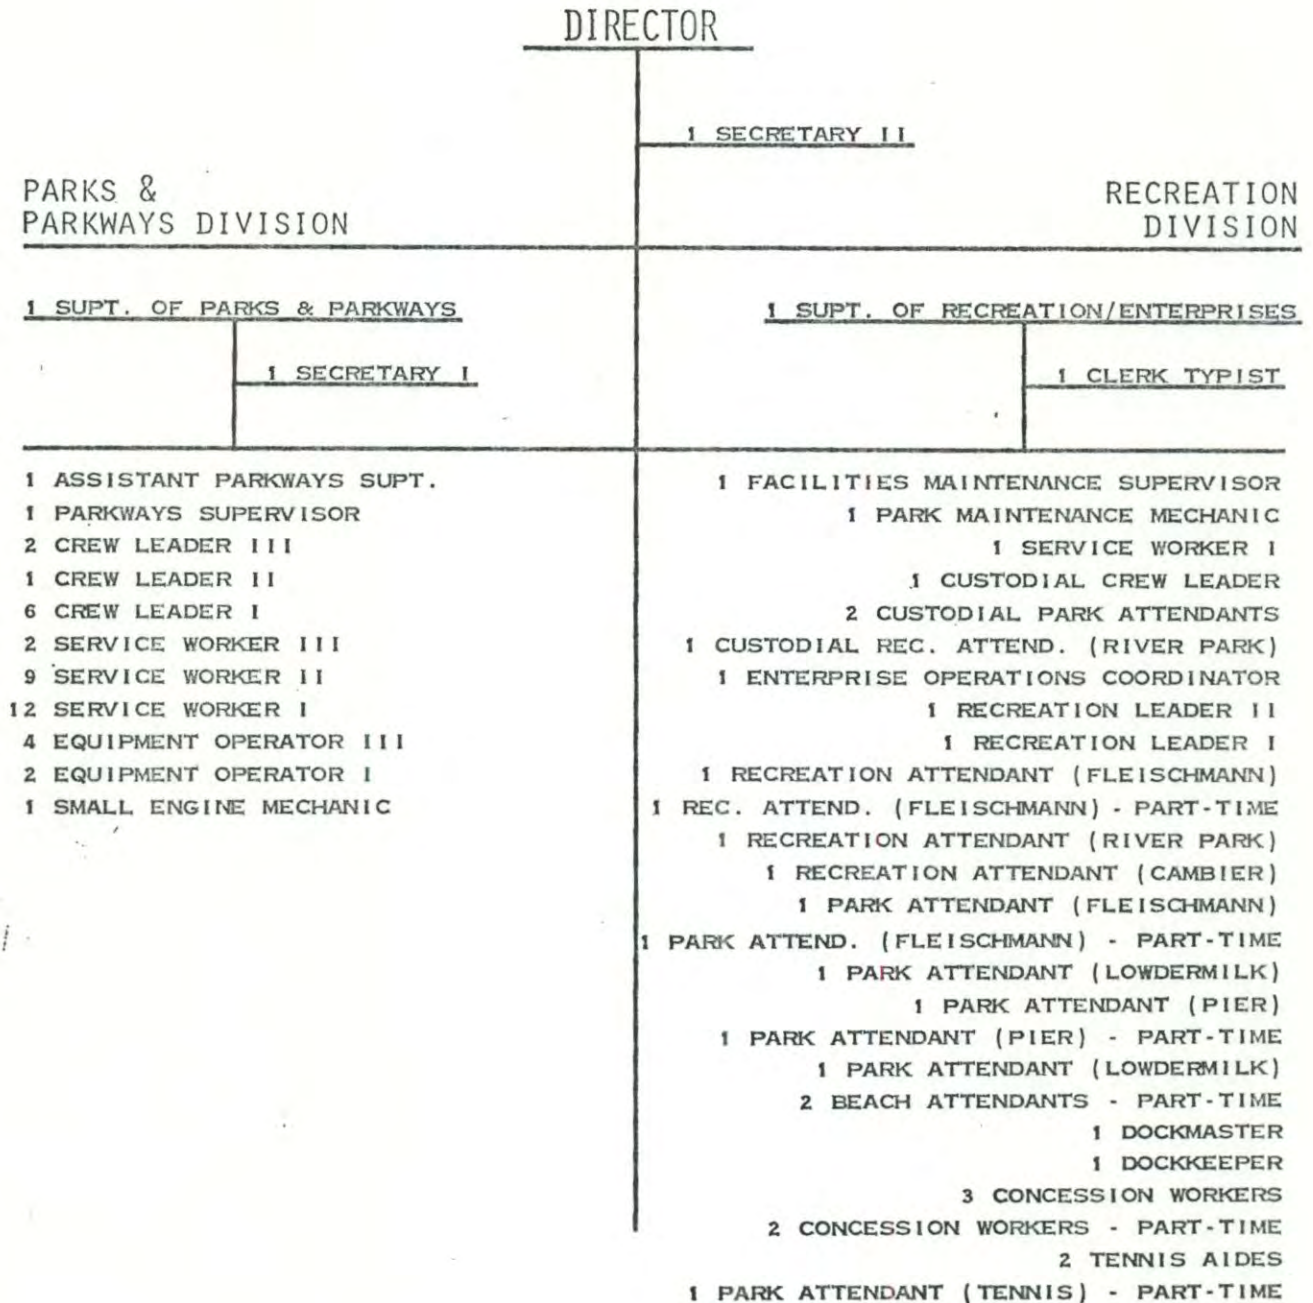 DIRECTOR
1 SECRETARY II
PARKS &
PARKWAYS DIVISION
RECREATION
DIVISION
1 SUPT. OF PARKS & PARKWAYS
1 SECRETARY I
1 SUPT. OF RECREATION/ENTERPRISES
1 CLERK TYPIST
1 ASSISTANT PARKWAYS SUPT.
1 PARKWAYS SUPERVISOR
2 CREW LEADER III
1 CREW LEADER II
6 CREW LEADER I
2 SERVICE WORKER III
9 SERVICE WORKER II
12 SERVICE WORKER I
4 EQUIPMENT OPERATOR III
2 EQUIPMENT OPERATOR I
1 SMALL ENGINE MECHANIC
1 FACILITIES MAINTENANCE SUPERVISOR
1 PARK MAINTENANCE MECHANIC
1 SERVICE WORKER I
1 CUSTODIAL CREW LEADER
2 CUSTODIAL PARK ATTENDANTS
1 CUSTODIAL REC. ATTEND. (RIVER PARK)
1 ENTERPRISE OPERATIONS COORDINATOR
1 RECREATION LEADER II
1 RECREATION LEADER I
1 RECREATION ATTENDANT (FLEISCHMANN)
1 REC. ATTEND. (FLEISCHMANN) - PART-TIME
1 RECREATION ATTENDANT (RIVER PARK)
1 RECREATION ATTENDANT (CAMBIER)
1 PARK ATTENDANT (FLEISCHMANN)
1 PARK ATTEND. (FLEISCHMANN) - PART-TIME
1 PARK ATTENDANT (LOWDERMILK)
1 PARK ATTENDANT (PIER)
1 PARK ATTENDANT (PIER) - PART-TIME
1 PARK ATTENDANT (LOWDERMILK)
2 BEACH ATTENDANTS - PART-TIME
1 DOCKMASTER
1 DOCKKEEPER
3 CONCESSION WORKERS
2 CONCESSION WORKERS - PART-TIME
2 TENNIS AIDES
1 PARK ATTENDANT (TENNIS) - PART-TIME